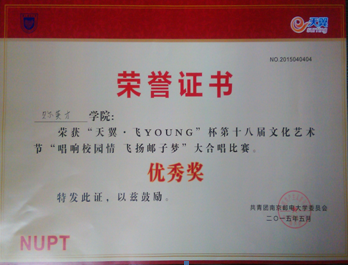 天翼
surfing
NO.2015040404
荣誉证书
学院：
荣获“天翼·飞YOUNG”杯第十八届文化艺术
节“唱响校园情 飞扬邮子梦”大合唱比赛。
优秀奖
特发此证，以兹鼓励。
共青团南京邮电大学委员会
二〇一五年五月
NUPT